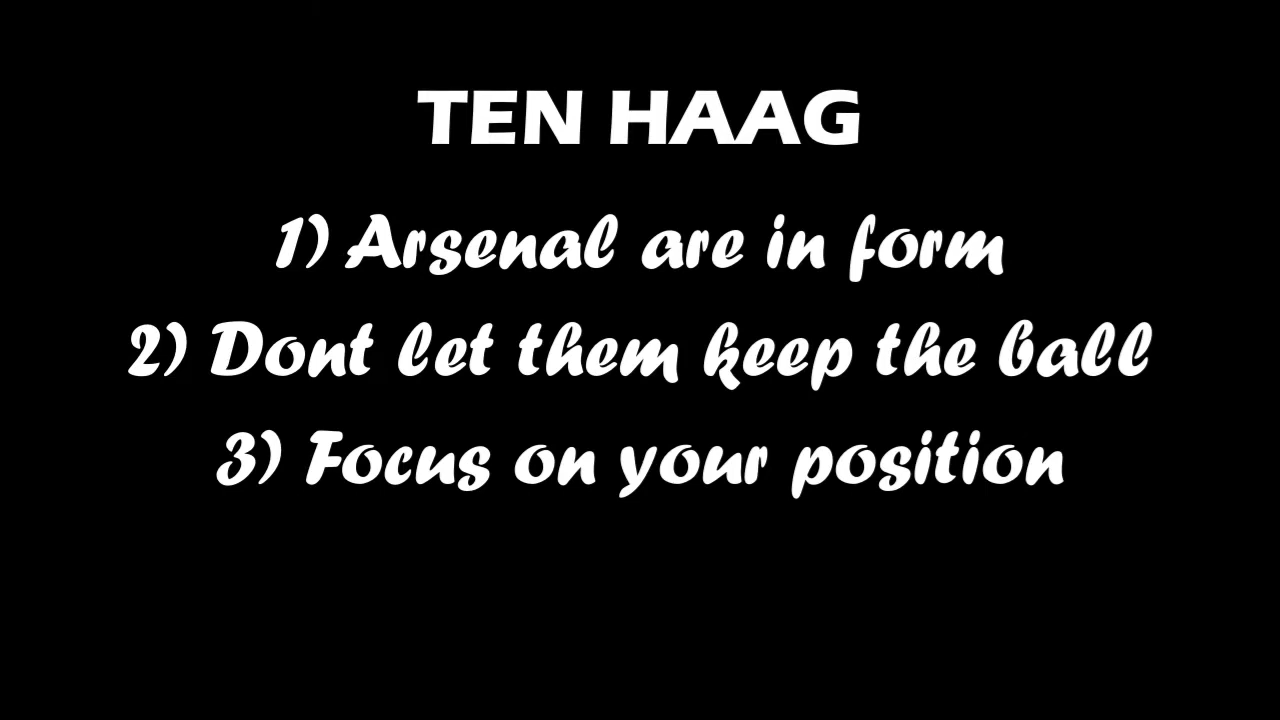 TEN HAAG
1) Arsenal are in form
2) Dont let them keep the ball
3) Focus on your position